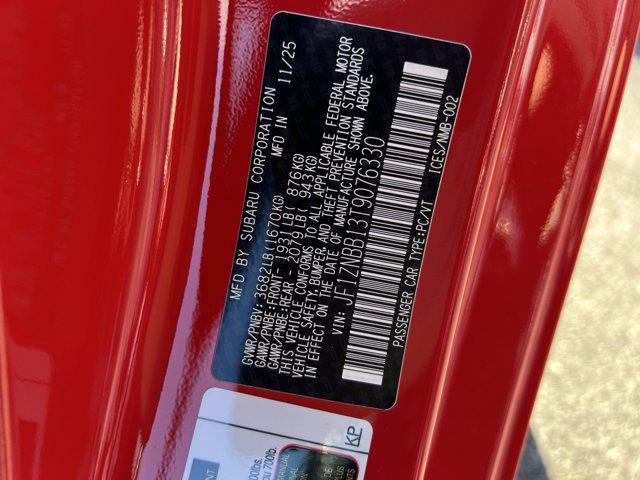 MFD BY SUBARU CORPORATION
MFD IN 11/25
GVWR/PNBV: 3682LB(1670KG)
GAWR/PNBE:FRONT- 1931LB( 876KG)
GAWR/PNBE:REAR - 2079LB( 943KG)
THIS VEHICLE CONFORMS TO ALL APPLICABLE FEDERAL MOTOR
VEHICLE SAFETY, BUMPER, AND THEFT PREVENTION STANDARDS
IN EFFECT ON THE DATE OF MANUFACTURE SHOWN ABOVE.
VIN: JF1ZNBB13T9076330
PASSENGER CAR TYPE:PC/VT
ICES/NMB-002
KP
700lb.